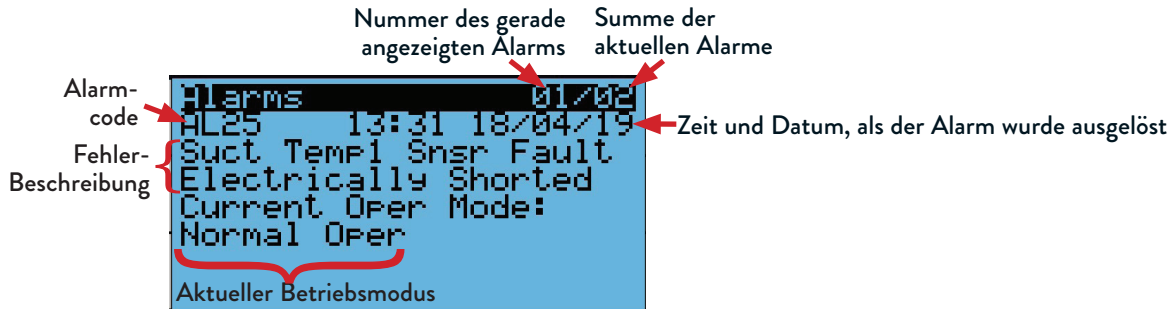 Nummer des gerade
angezeigten Alarms
Summe der
aktuellen Alarme
Alarm-
code
Alarms 01/02
AL25 13:31 18/04/19
Zeit und Datum, als der Alarm wurde ausgelöst
Fehler-
Beschreibung
Suct Temp1 Snsr Fault
Electrically Shorted
Current Oper Mode:
Normal Oper
Aktueller Betriebsmodus